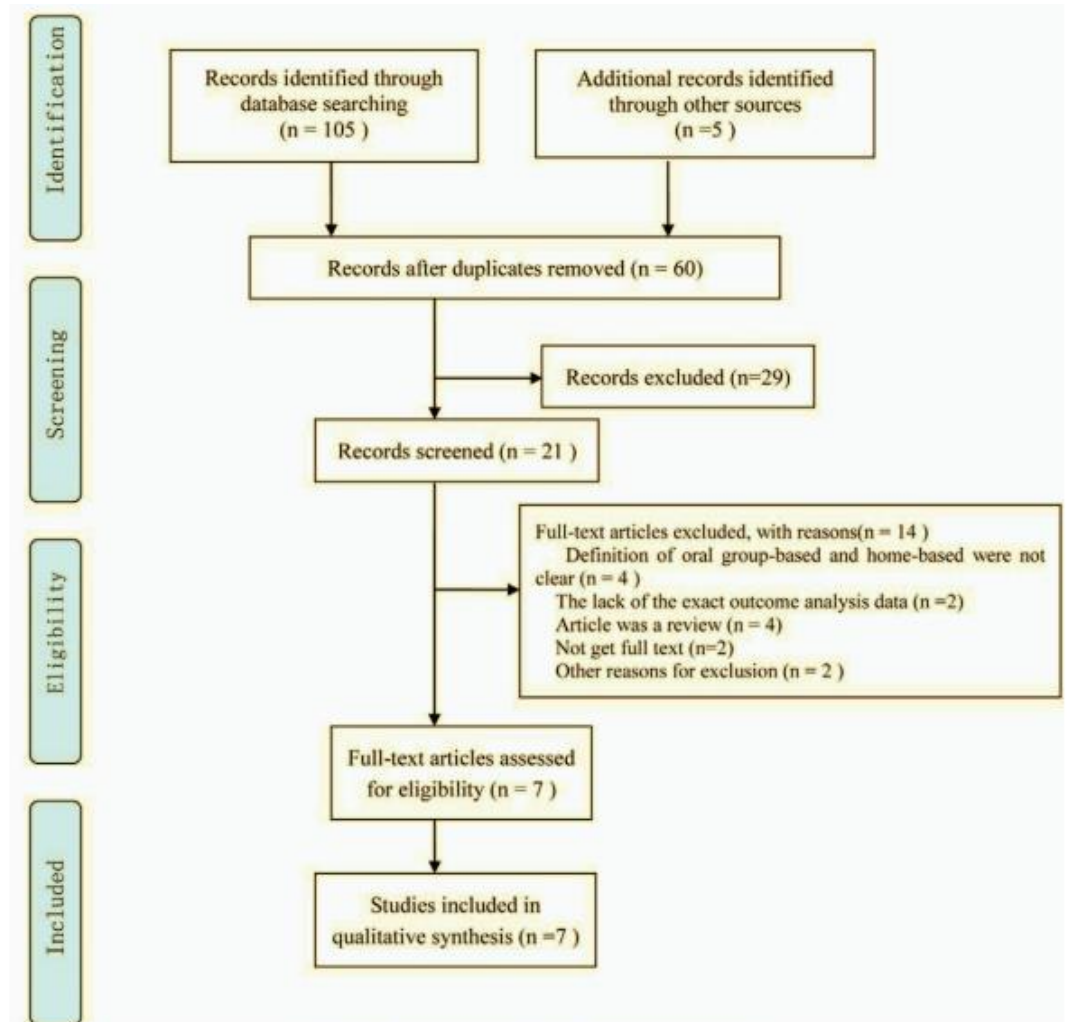 Identification
Records identified through
database searching
(n = 105 )
Additional records identified
through other sources
(n =5 )
Records after duplicates removed (n = 60)
Screening
Records excluded (n=29)
Records screened (n = 21 )
Eligibility
Full-text articles excluded, with reasons(n = 14 )
Definition of oral group-based and home-based were not
clear (n = 4 )
The lack of the exact outcome analysis data (n =2)
Article was a review (n = 4)
Not get full text (n=2)
Other reasons for exclusion (n = 2 )
Full-text articles assessed
for eligibility (n = 7 )
Included
Studies included in
qualitative synthesis (n =7 )